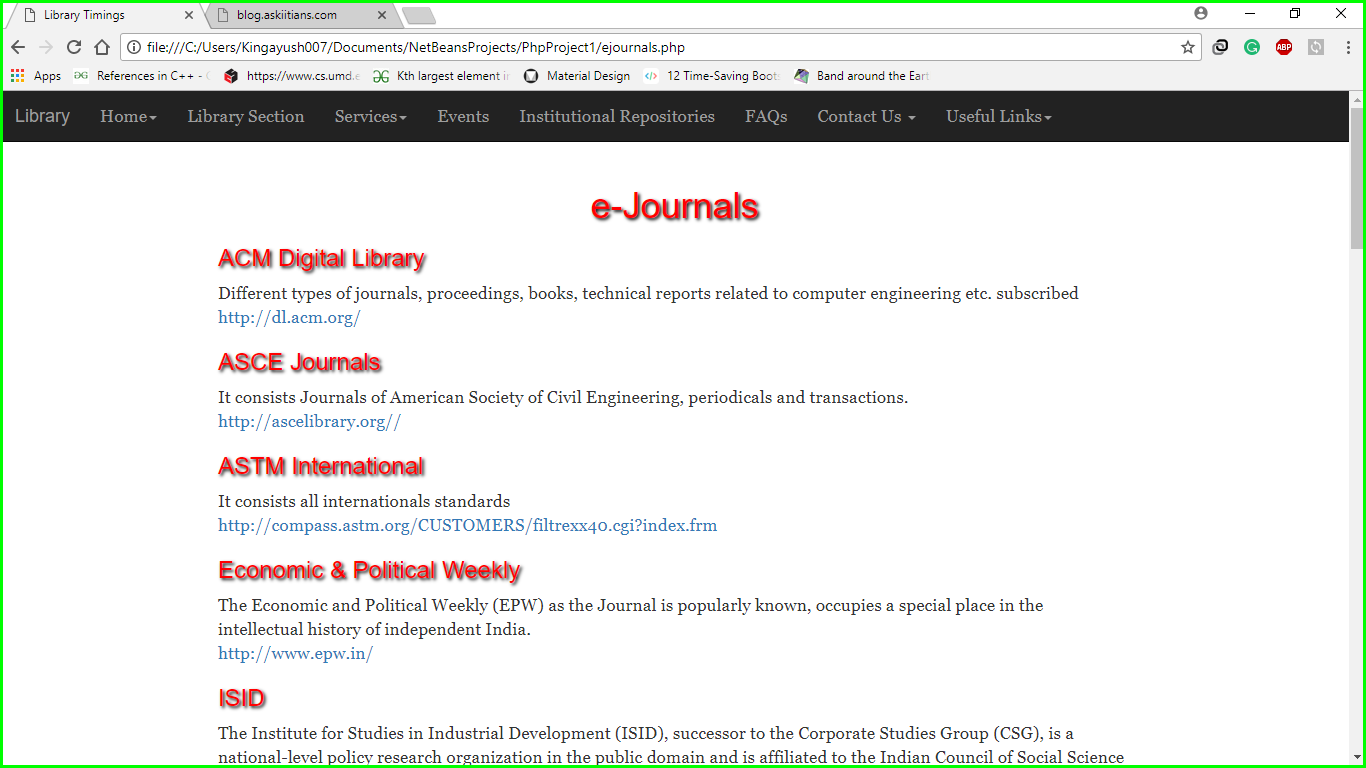 Library Timings
blog.askiitians.com
file:///C:/Users/Kingayush007/Documents/NetBeansProjects/PhpProject1/ejournals.php
Apps References in C++ - https://www.cs.umd.e Kth largest element in Material Design 12 Time-Saving Boot Band around the Eart
ABP
Library Home Library Section Services Events Institutional Repositories FAQs Contact Us Useful Links
e-Journals
ACM Digital Library
Different types of journals, proceedings, books, technical reports related to computer engineering etc. subscribed
http://dl.acm.org/
ASCE Journals
It consists Journals of American Society of Civil Engineering, periodicals and transactions.
http://ascelibrary.org//
ASTM International
It consists all internationals standards
http://compass.astm.org/CUSTOMERS/filtrexx40.cgi?index.frm
Economic & Political Weekly
The Economic and Political Weekly (EPW) as the Journal is popularly known, occupies a special place in the
intellectual history of independent India.
http://www.epw.in/
ISID
The Institute for Studies in Industrial Development (ISID), successor to the Corporate Studies Group (CSG), is a
national-level policy research organization in the public domain and is affiliated to the Indian Council of Social Science